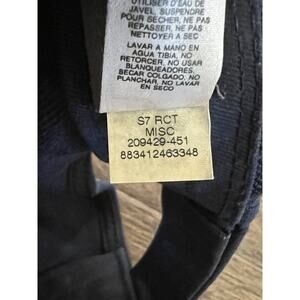 UTILISER D'EAU DE
JAVEL, SUSPENDRE
POUR SÉCHER, NE PAS
REPASSER, NE PAS
NETTOYER A SEC
LAVAR A MANO EN
AGUA TIBIA, NO
RETORCER, NO USAR
BLANQUEADORES,
SECAR COLGADO, NO
PLANCHAR, NO LAVAR
EN SECO
S7 RCT
MISC
209429-451
883412463348